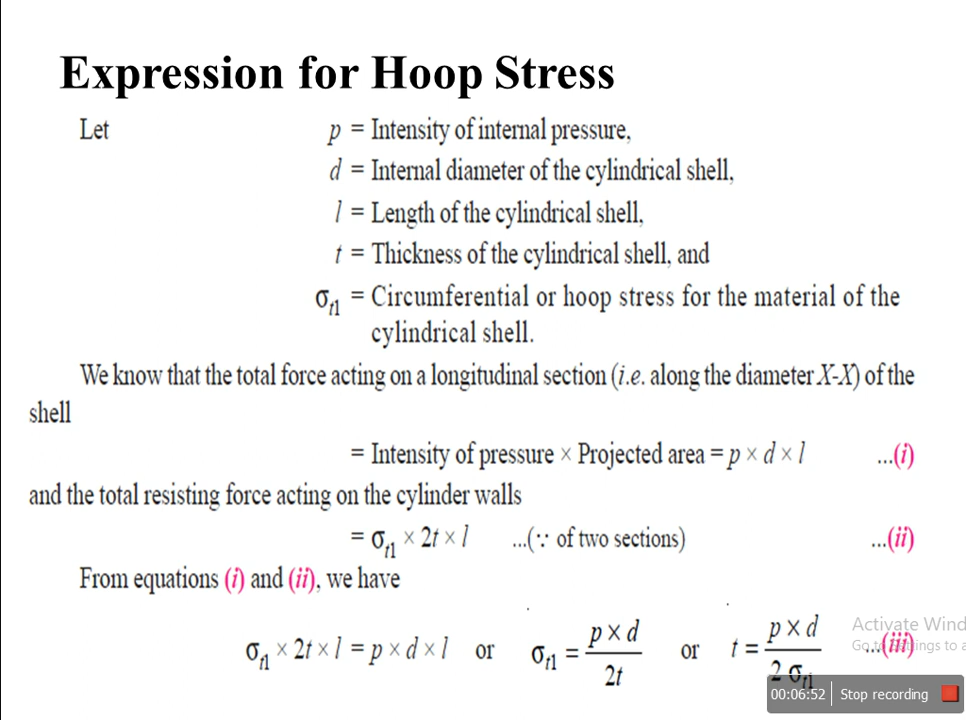 Expression for Hoop Stress
Let p = Intensity of internal pressure,
d = Internal diameter of the cylindrical shell,
l = Length of the cylindrical shell,
t = Thickness of the cylindrical shell, and
σt1 = Circumferential or hoop stress for the material of the
cylindrical shell.
We know that the total force acting on a longitudinal section (i.e. along the diameter X-X) of the
shell
= Intensity of pressure × Projected area = p × d × l ...(i)
and the total resisting force acting on the cylinder walls
= σt1 × 2t × l ...(∵ of two sections) ...(ii)
From equations (i) and (ii), we have
σt1 × 2t × l = p × d × l or σt1 = p × d / 2t or t = p × d / 2 σt1 ...(iii)
Activate Wind
Go to Settings to a
00:06:52 Stop recording